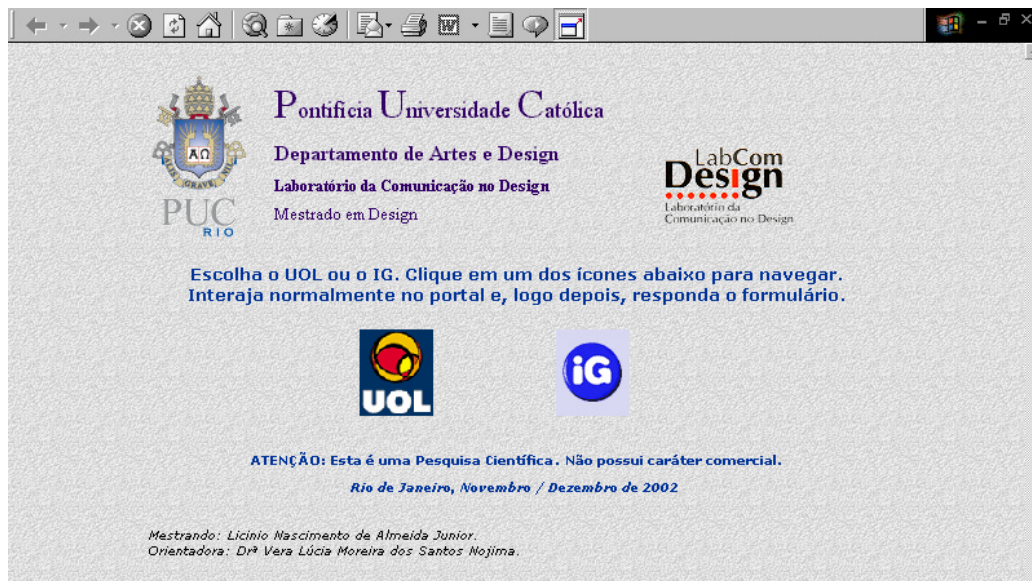 Pontifícia Universidade Católica
Departamento de Artes e Design
Laboratório da Comunicação no Design
Mestrado em Design
ΑΩ
ALIS GRAVE NIL
PUC
RIO
LabCom
Design
Laboratório da
Comunicação no Design
Escolha o UOL ou o IG. Clique em um dos ícones abaixo para navegar.
Interaja normalmente no portal e, logo depois, responda o formulário.
UOL
iG
ATENÇÃO: Esta é uma Pesquisa Científica. Não possui caráter comercial.
Rio de Janeiro, Novembro / Dezembro de 2002
Mestrando: Licinio Nascimento de Almeida Junior.
Orientadora: Drª Vera Lúcia Moreira dos Santos Nojima.